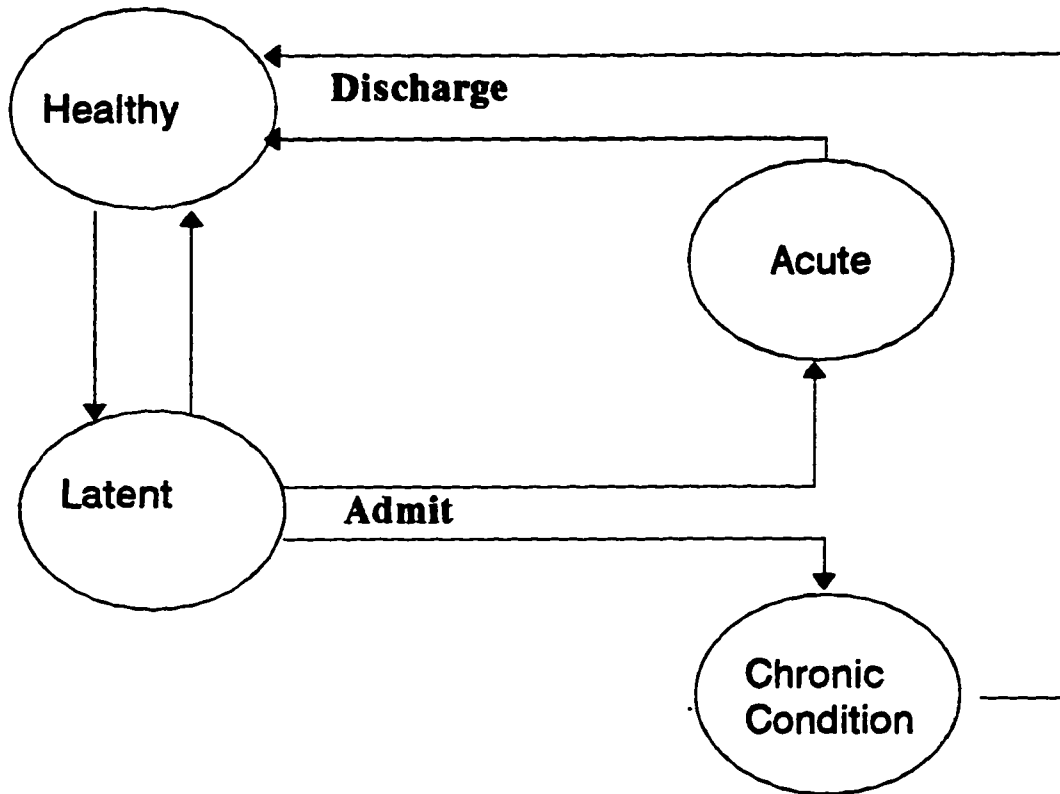 Healthy
Discharge
Acute
Latent
Admit
Chronic
Condition